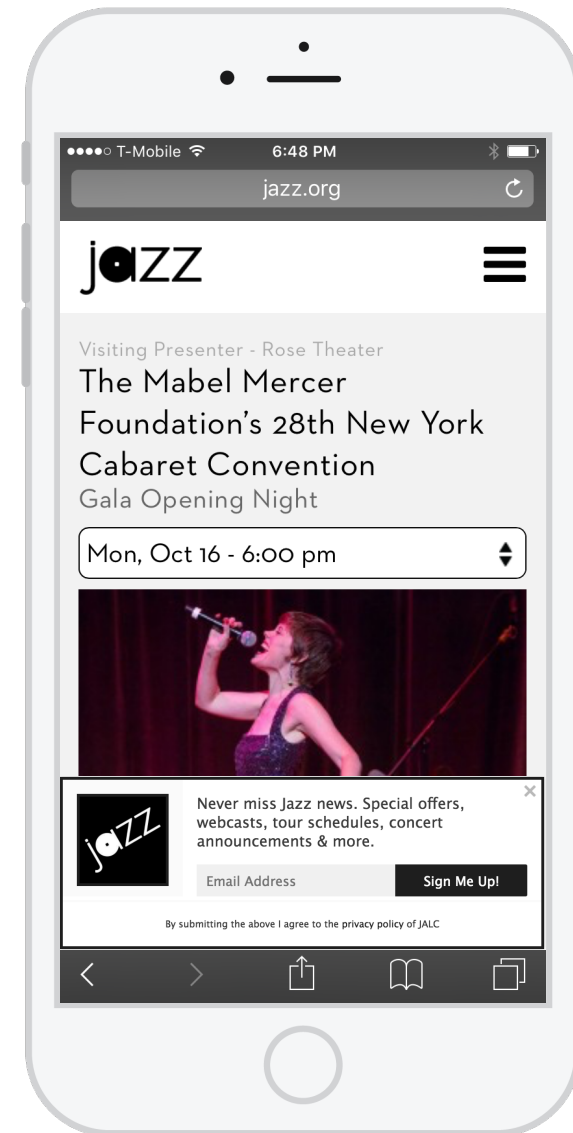 T-Mobile 6:48 PM
jazz.org
jazz
Visiting Presenter - Rose Theater
The Mabel Mercer
Foundation’s 28th New York
Cabaret Convention
Gala Opening Night
Mon, Oct 16 - 6:00 pm
jazz
Never miss Jazz news. Special offers,
webcasts, tour schedules, concert
announcements & more.
Email Address Sign Me Up!
By submitting the above I agree to the privacy policy of JALC